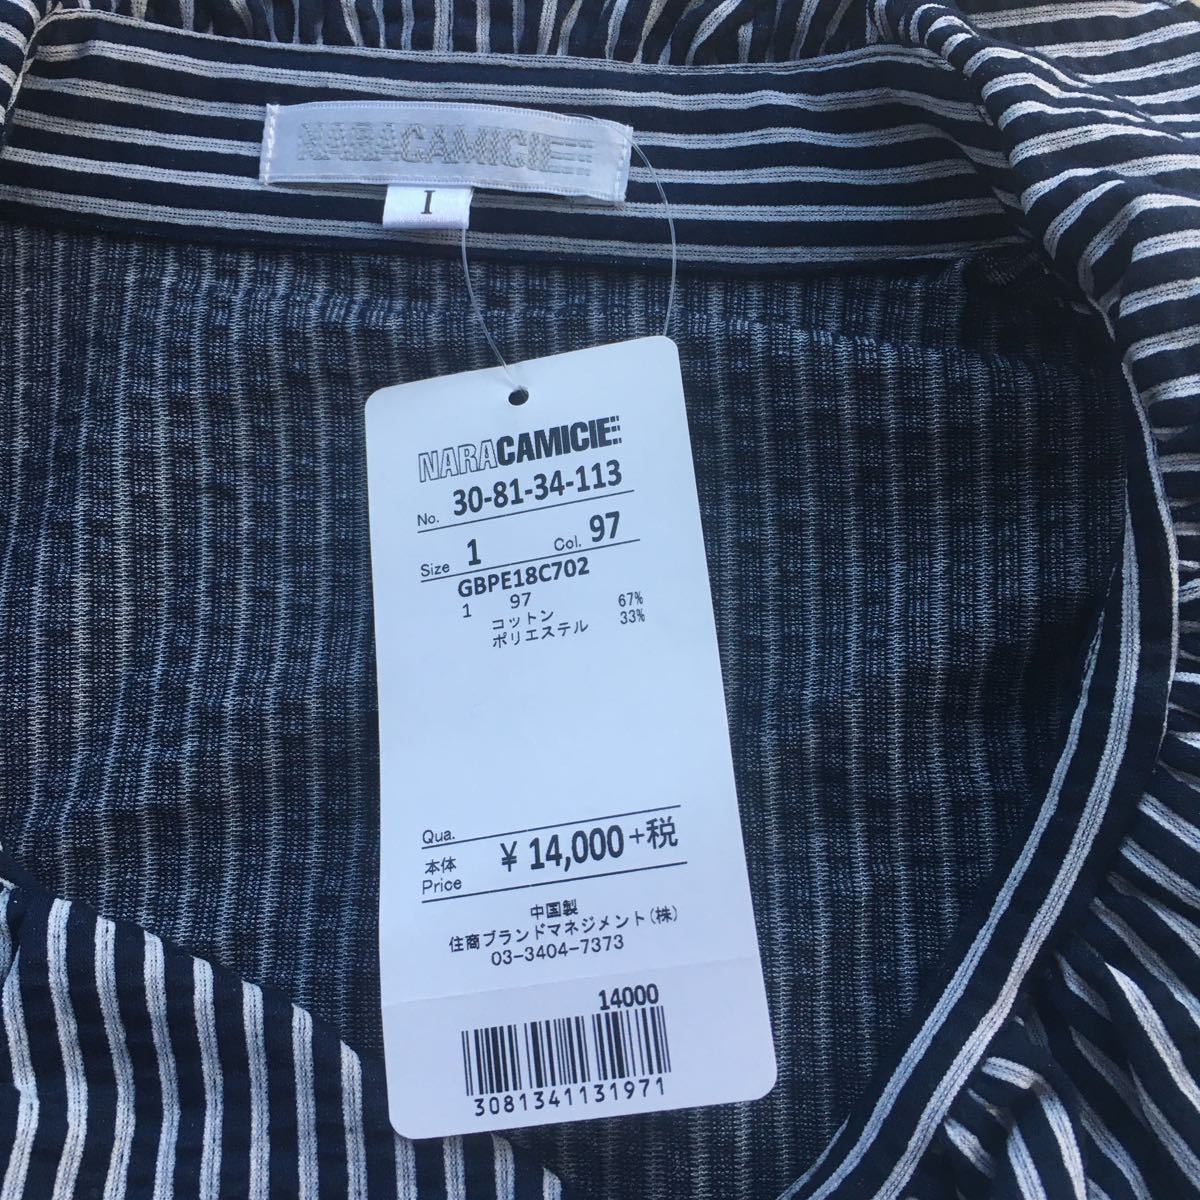 NARACAMICIE
I
NARACAMICIE
No. 30-81-34-113
Size 1 Col. 97
GBPE18C702
1 97
コットン 67%
ポリエステル 33%
Qua.
本体 Price ¥ 14,000+税
中国製
住商ブランドマネジメント(株)
03-3404-7373
14000
3081341131971